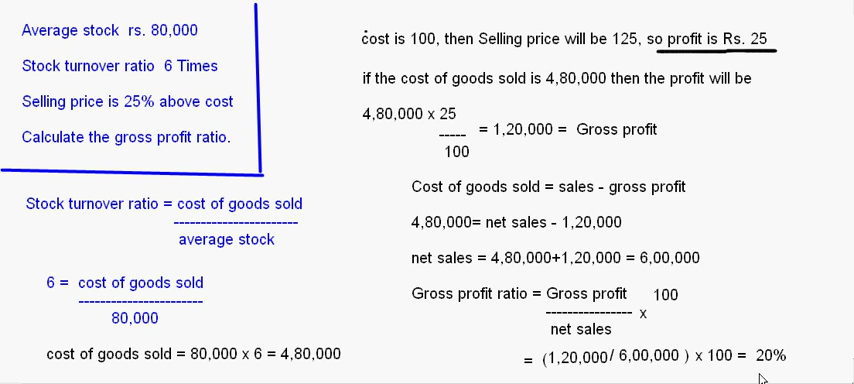 Average stock rs. 80,000
Stock turnover ratio 6 Times
Selling price is 25% above cost
Calculate the gross profit ratio.
Stock turnover ratio = cost of goods sold
-----------------------
average stock
6 = cost of goods sold
-----------------------
80,000
cost of goods sold = 80,000 x 6 = 4,80,000
cost is 100, then Selling price will be 125, so profit is Rs. 25
if the cost of goods sold is 4,80,000 then the profit will be
4,80,000 x 25
----- = 1,20,000 = Gross profit
100
Cost of goods sold = sales - gross profit
4,80,000= net sales - 1,20,000
net sales = 4,80,000+1,20,000 = 6,00,000
Gross profit ratio = Gross profit 100
---------------- x
net sales
= (1,20,000/ 6,00,000 ) x 100 = 20%